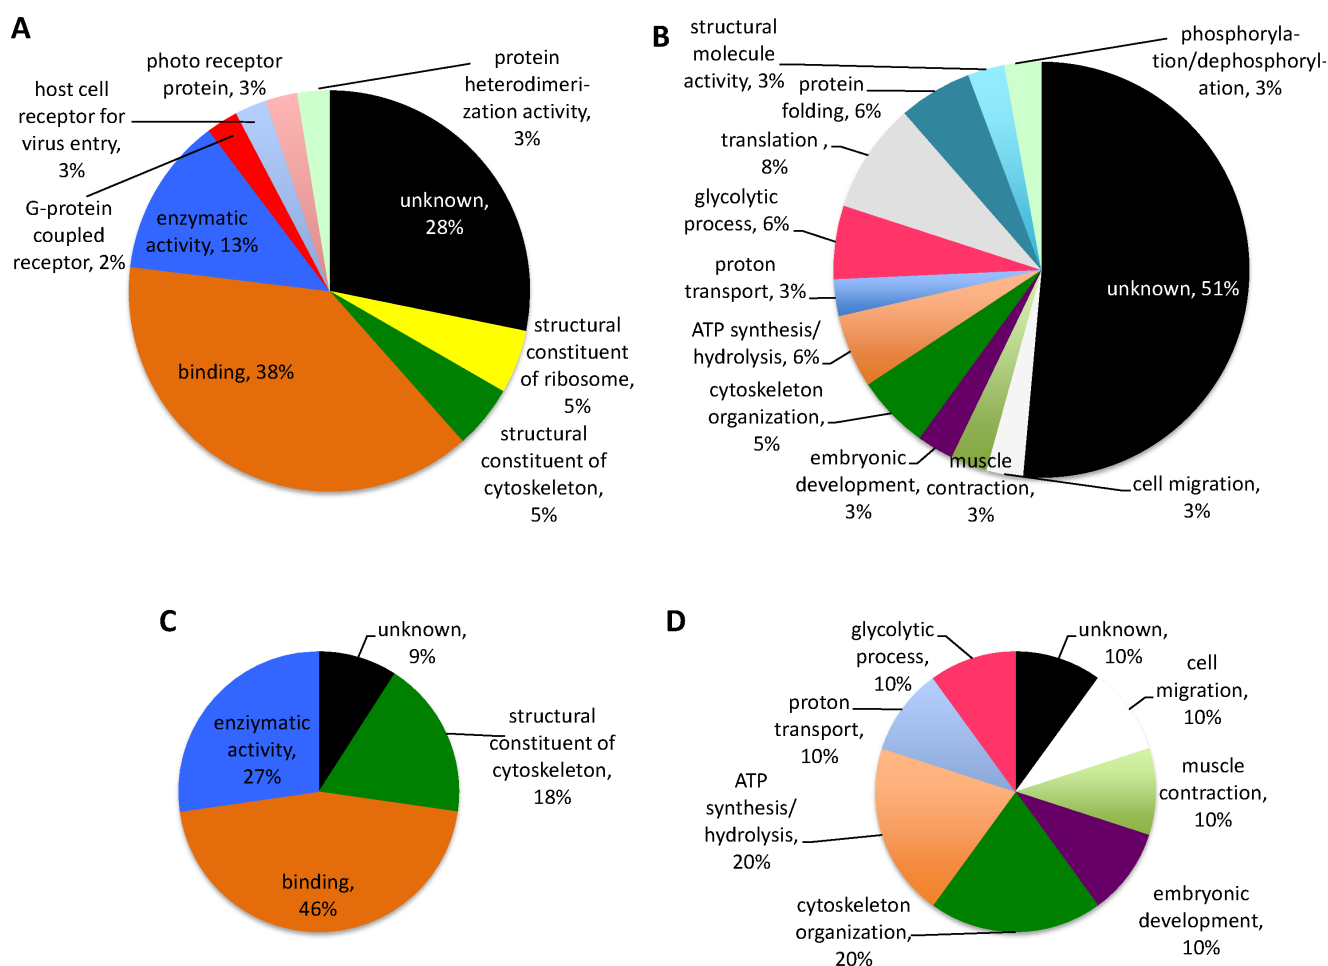 A
photo receptor
protein, 3%
protein
heterodimeri-
zation activity,
3%
host cell
receptor for
virus entry,
3%
G-protein
coupled
receptor, 2%
enzymatic
activity, 13%
unknown,
28%
binding, 38%
structural
constituent
of ribosome,
5%
structural
constituent of
cytoskeleton,
5%
B
structural
molecule
activity, 3%
phosphoryla-
tion/dephosphoryl-
ation, 3%
protein
folding, 6%
translation ,
8%
glycolytic
process, 6%
proton
transport, 3%
ATP synthesis/
hydrolysis, 6%
cytoskeleton
organization,
5%
embryonic
development,
3%
muscle
contraction,
3%
cell migration,
3%
unknown, 51%
C
unknown,
9%
structural
constituent of
cytoskeleton,
18%
enziymatic
activity,
27%
binding,
46%
D
glycolytic
process,
10%
unknown,
10%
cell
migration,
10%
proton
transport,
10%
muscle
contraction,
10%
ATP
synthesis/
hydrolysis,
20%
cytoskeleton
organization,
20%
embryonic
development,
10%